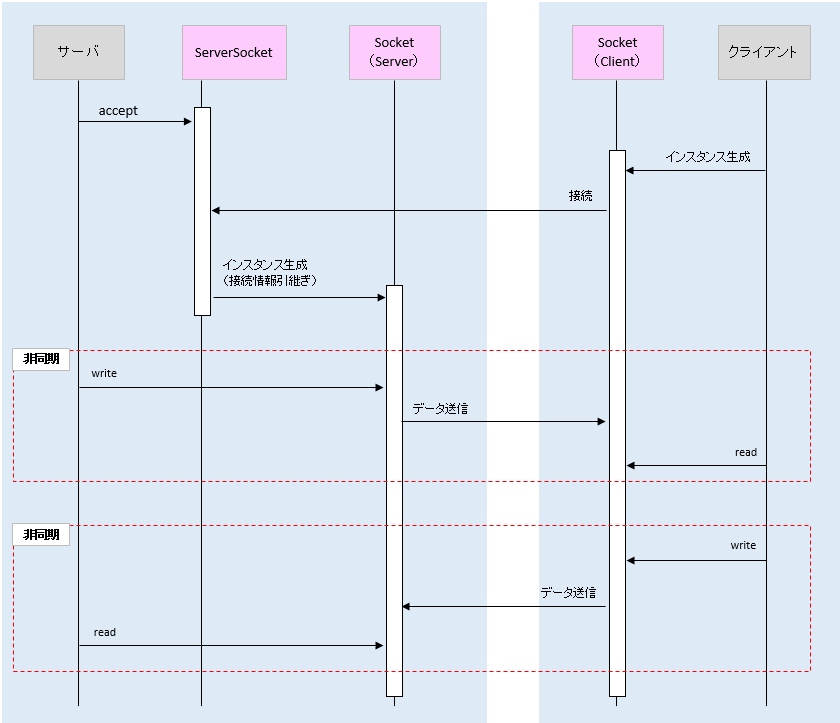 サーバ
ServerSocket
Socket
（Server）
Socket
（Client）
クライアント
accept
インスタンス生成
接続
インスタンス生成
（接続情報引継ぎ）
非同期
write
データ送信
read
非同期
write
データ送信
read